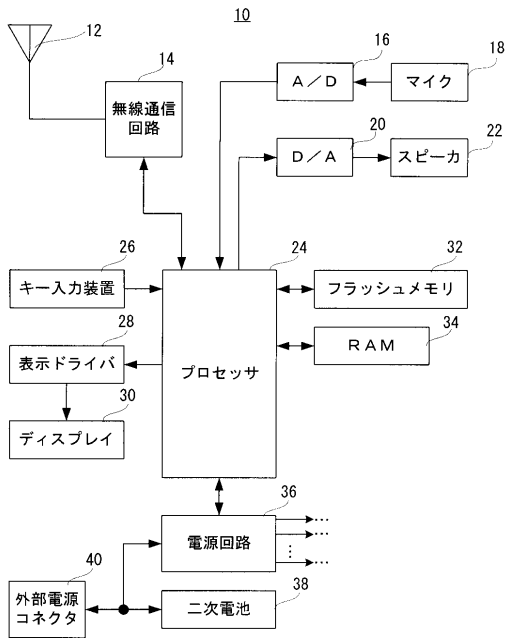 10
12
14
無線通信
回路
16
A/D
マイク
18
20
D/A
スピーカ
22
26
キー入力装置
24
プロセッサ
32
フラッシュメモリ
34
RAM
28
表示ドライバ
30
ディスプレイ
36
電源回路
…
…
⋮
…
40
外部電源
コネクタ
38
二次電池